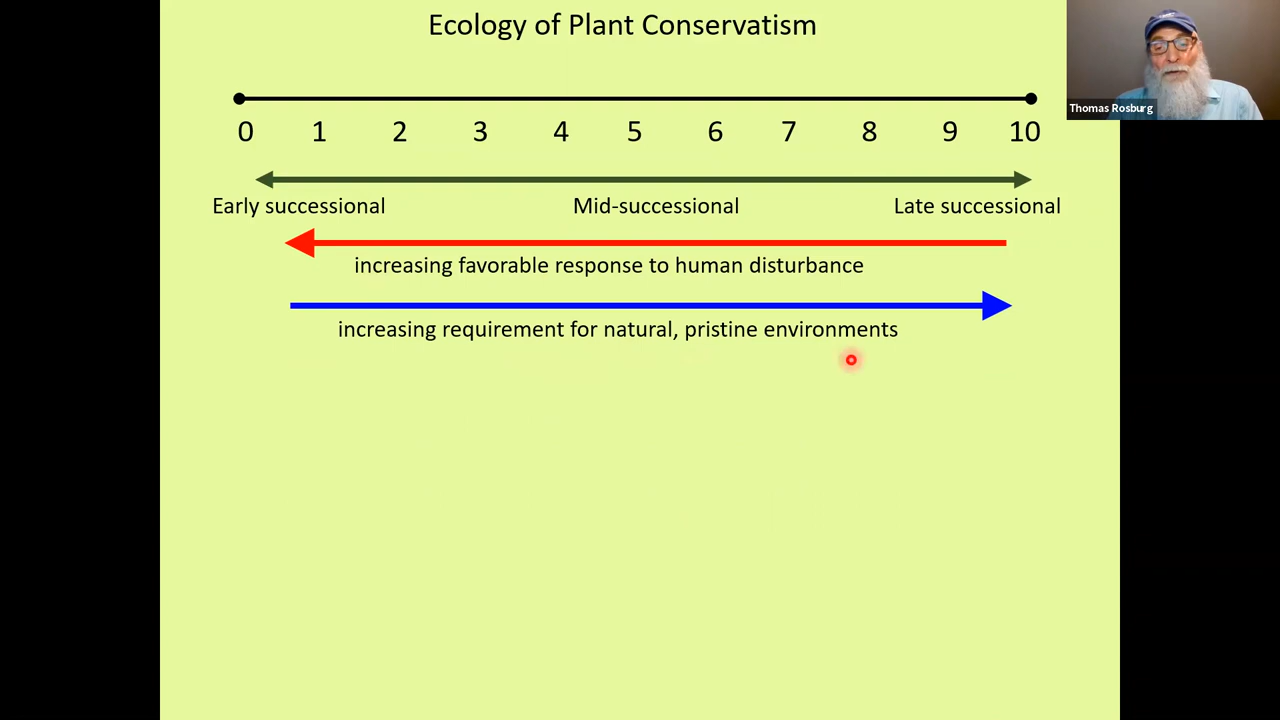 Ecology of Plant Conservatism
Thomas Rosburg
0 1 2 3 4 5 6 7 8 9 10
Early successional Mid-successional Late successional
increasing favorable response to human disturbance
increasing requirement for natural, pristine environments